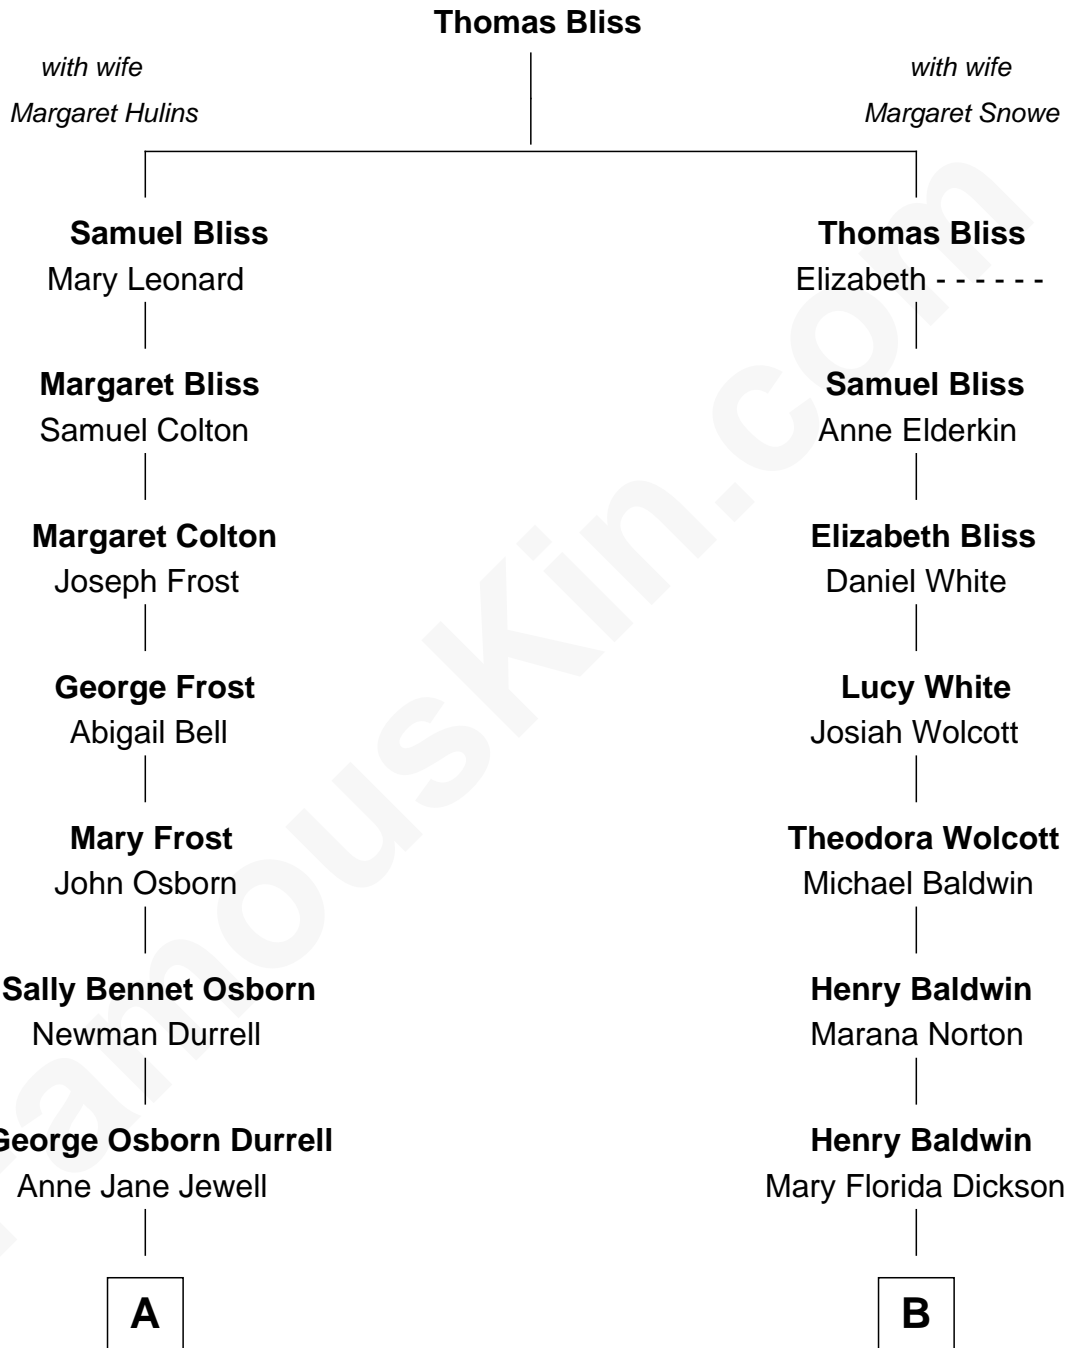 Thomas Bliss
with wife
Margaret Hulins
with wife
Margaret Snowe
Samuel Bliss
Mary Leonard
Thomas Bliss
Elizabeth - - - - - -
Margaret Bliss
Samuel Colton
Samuel Bliss
Anne Elderkin
Margaret Colton
Joseph Frost
Elizabeth Bliss
Daniel White
George Frost
Abigail Bell
Lucy White
Josiah Wolcott
Mary Frost
John Osborn
Theodora Wolcott
Michael Baldwin
Sally Bennet Osborn
Newman Durrell
Henry Baldwin
Marana Norton
George Osborn Durrell
Anne Jane Jewell
Henry Baldwin
Mary Florida Dickson
A
B
FamousKin.com